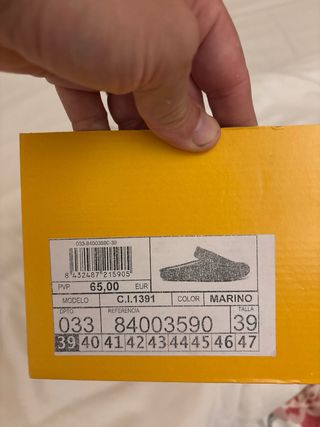 033-84003590-39
8 432487 215905
PVP 65,00 EUR
MODELO C.I.1391 COLOR MARINO
DPTO REFERENCIA TALLA
033 84003590 39
39 40 41 42 43 44 45 46 47